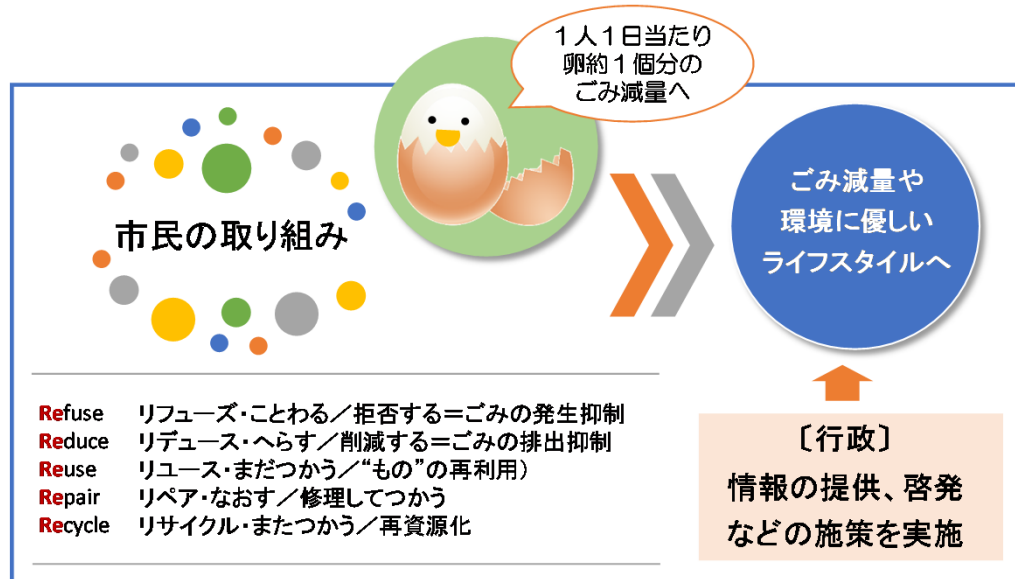 1人1日当たり
卵約1個分の
ごみ減量へ
市民の取り組み
ごみ減量や
環境に優しい
ライフスタイルへ
Refuse リフューズ・ことわる／拒否する＝ごみの発生抑制
Reduce リデュース・へらす／削減する＝ごみの排出抑制
Reuse リユース・まだつかう／“もの”の再利用）
Repair リペア・なおす／修理してつかう
Recycle リサイクル・またつかう／再資源化
〔行政〕
情報の提供、啓発
などの施策を実施